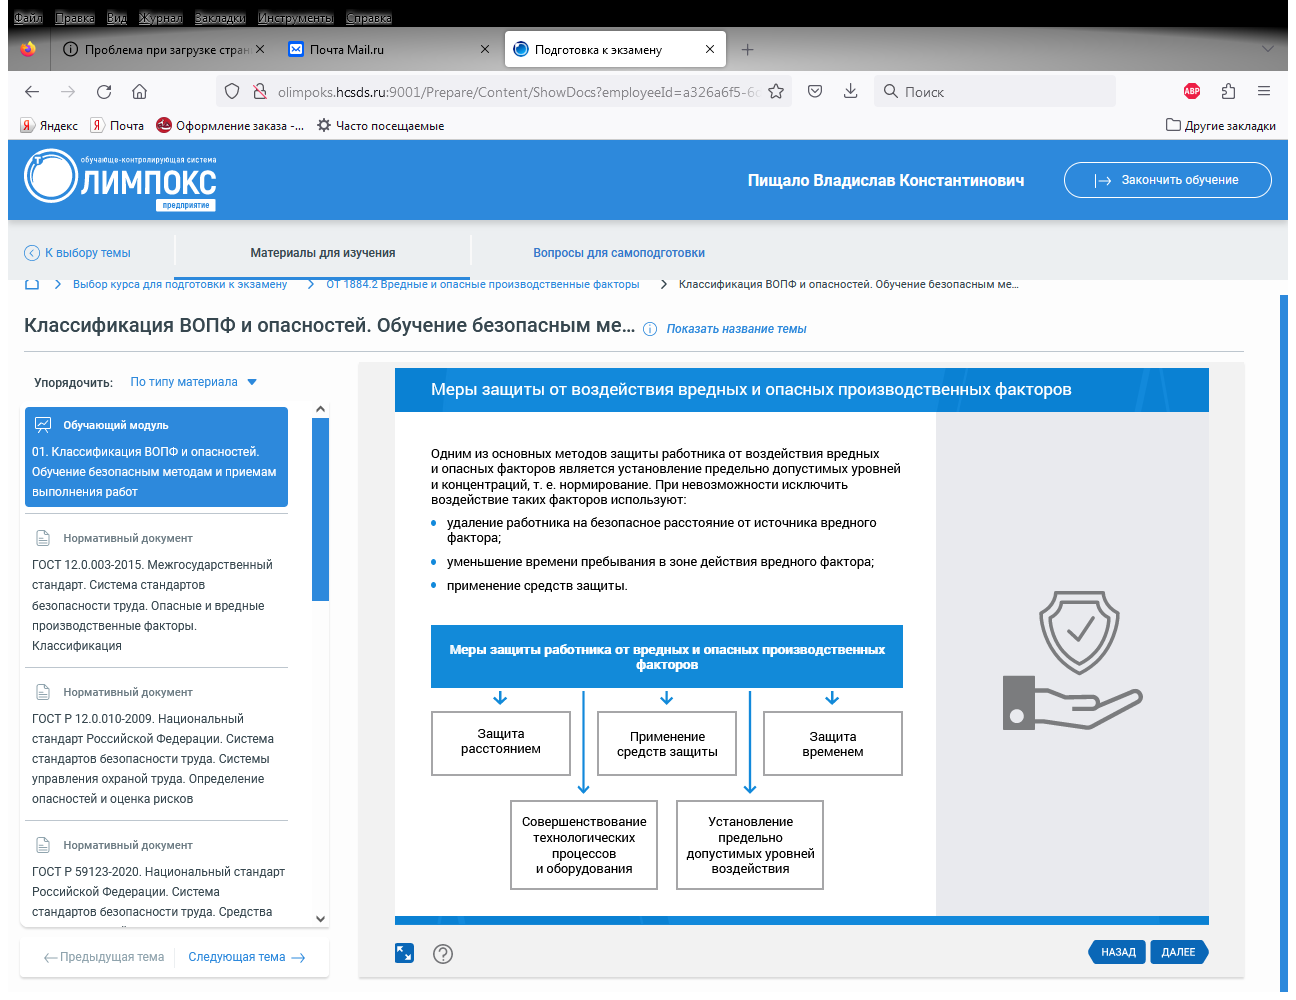 Файл Правка Вид Журнал Закладки Инструменты Справка
Проблема при загрузке стран
Почта Mail.ru
Подготовка к экзамену
olimpoks.hcsds.ru:9001/Prepare/Content/ShowDocs?employeeId=a326a6f5-6
Поиск
ABP
Яндекс
Почта
Оформление заказа -...
Часто посещаемые
Другие закладки
обучающе-контролирующая система
ОЛИМПОКС
предприятие
Пищало Владислав Константинович
Закончить обучение
К выбору темы
Материалы для изучения
Вопросы для самоподготовки
Выбор курса для подготовки к экзамену > ОТ 1884.2 Вредные и опасные производственные факторы > Классификация ВОПФ и опасностей. Обучение безопасным ме...
Классификация ВОПФ и опасностей. Обучение безопасным ме...
Показать название темы
Упорядочить: По типу материала
Обучающий модуль
01. Классификация ВОПФ и опасностей.
Обучение безопасным методам и приемам
выполнения работ
Нормативный документ
ГОСТ 12.0.003-2015. Межгосударственный
стандарт. Система стандартов
безопасности труда. Опасные и вредные
производственные факторы.
Классификация
Нормативный документ
ГОСТ Р 12.0.010-2009. Национальный
стандарт Российской Федерации. Система
стандартов безопасности труда. Системы
управления охраной труда. Определение
опасностей и оценка рисков
Нормативный документ
ГОСТ Р 59123-2020. Национальный стандарт
Российской Федерации. Система
стандартов безопасности труда. Средства
Предыдущая тема
Следующая тема
Меры защиты от воздействия вредных и опасных производственных факторов
Одним из основных методов защиты работника от воздействия вредных
и опасных факторов является установление предельно допустимых уровней
и концентраций, т. е. нормирование. При невозможности исключить
воздействие таких факторов используют:
• удаление работника на безопасное расстояние от источника вредного
фактора;
• уменьшение времени пребывания в зоне действия вредного фактора;
• применение средств защиты.
Меры защиты работника от вредных и опасных производственных
факторов
Защита
расстоянием
Применение
средств защиты
Защита
временем
Совершенствование
технологических
процессов
и оборудования
Установление
предельно
допустимых уровней
воздействия
НАЗАД
ДАЛЕЕ